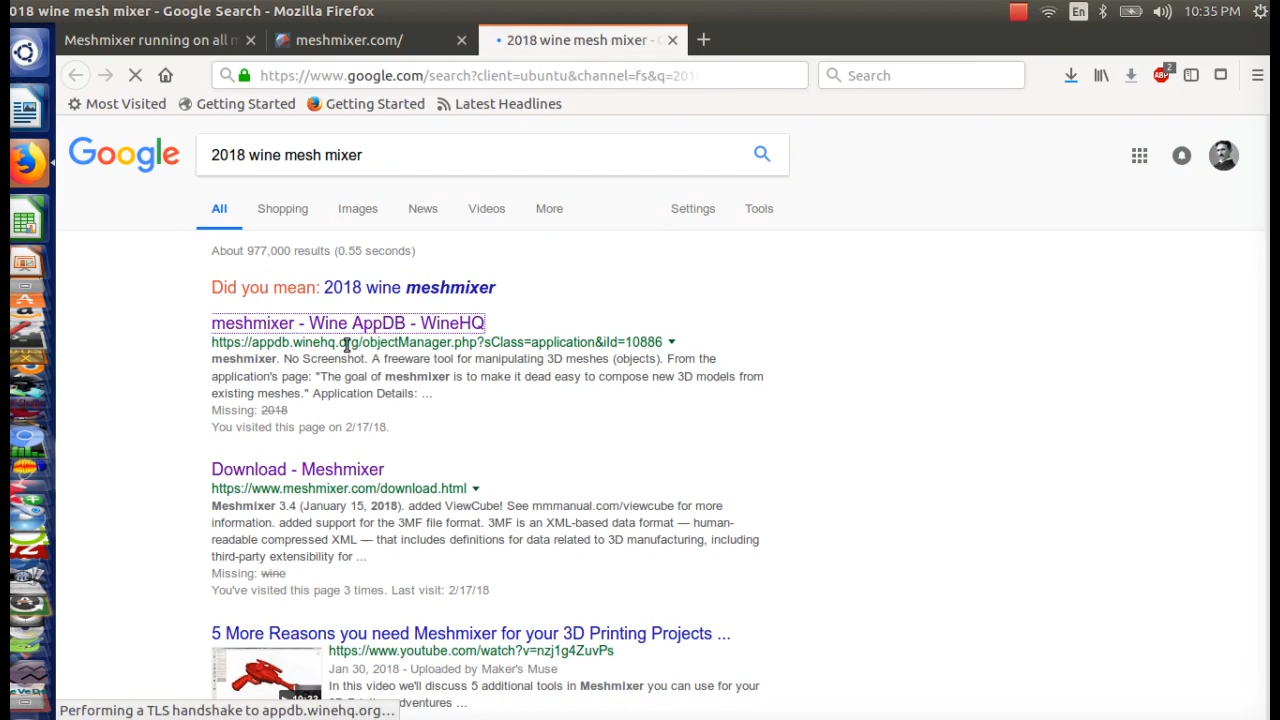 018 wine mesh mixer - Google Search - Mozilla Firefox
En
10:35 PM
Meshmixer running on all m
meshmixer.com/
2018 wine mesh mixer -
https://www.google.com/search?client=ubuntu&channel=fs&q=201
Search
ABP
2
Most Visited
Getting Started
Getting Started
Latest Headlines
Google
2018 wine mesh mixer
All
Shopping
Images
News
Videos
More
Settings
Tools
About 977,000 results (0.55 seconds)
Did you mean: 2018 wine meshmixer
meshmixer - Wine AppDB - WineHQ
https://appdb.winehq.org/objectManager.php?sClass=application&iId=10886
meshmixer. No Screenshot. A freeware tool for manipulating 3D meshes (objects). From the
application's page: "The goal of meshmixer is to make it dead easy to compose new 3D models from
existing meshes." Application Details: ...
Missing: 2018
You visited this page on 2/17/18.
Download - Meshmixer
https://www.meshmixer.com/download.html
Meshmixer 3.4 (January 15, 2018). added ViewCube! See mmmanual.com/viewcube for more
information. added support for the 3MF file format. 3MF is an XML-based data format — human-
readable compressed XML — that includes definitions for data related to 3D manufacturing, including
third-party extensibility for ...
Missing: wine
You've visited this page 3 times. Last visit: 2/17/18
5 More Reasons you need Meshmixer for your 3D Printing Projects ...
https://www.youtube.com/watch?v=nzj1g4ZuvPs
Jan 30, 2018 - Uploaded by Maker's Muse
In this video we'll discuss 5 additional tools in Meshmixer you can use for your
Performing a TLS handshake to appdb.winehq.org...